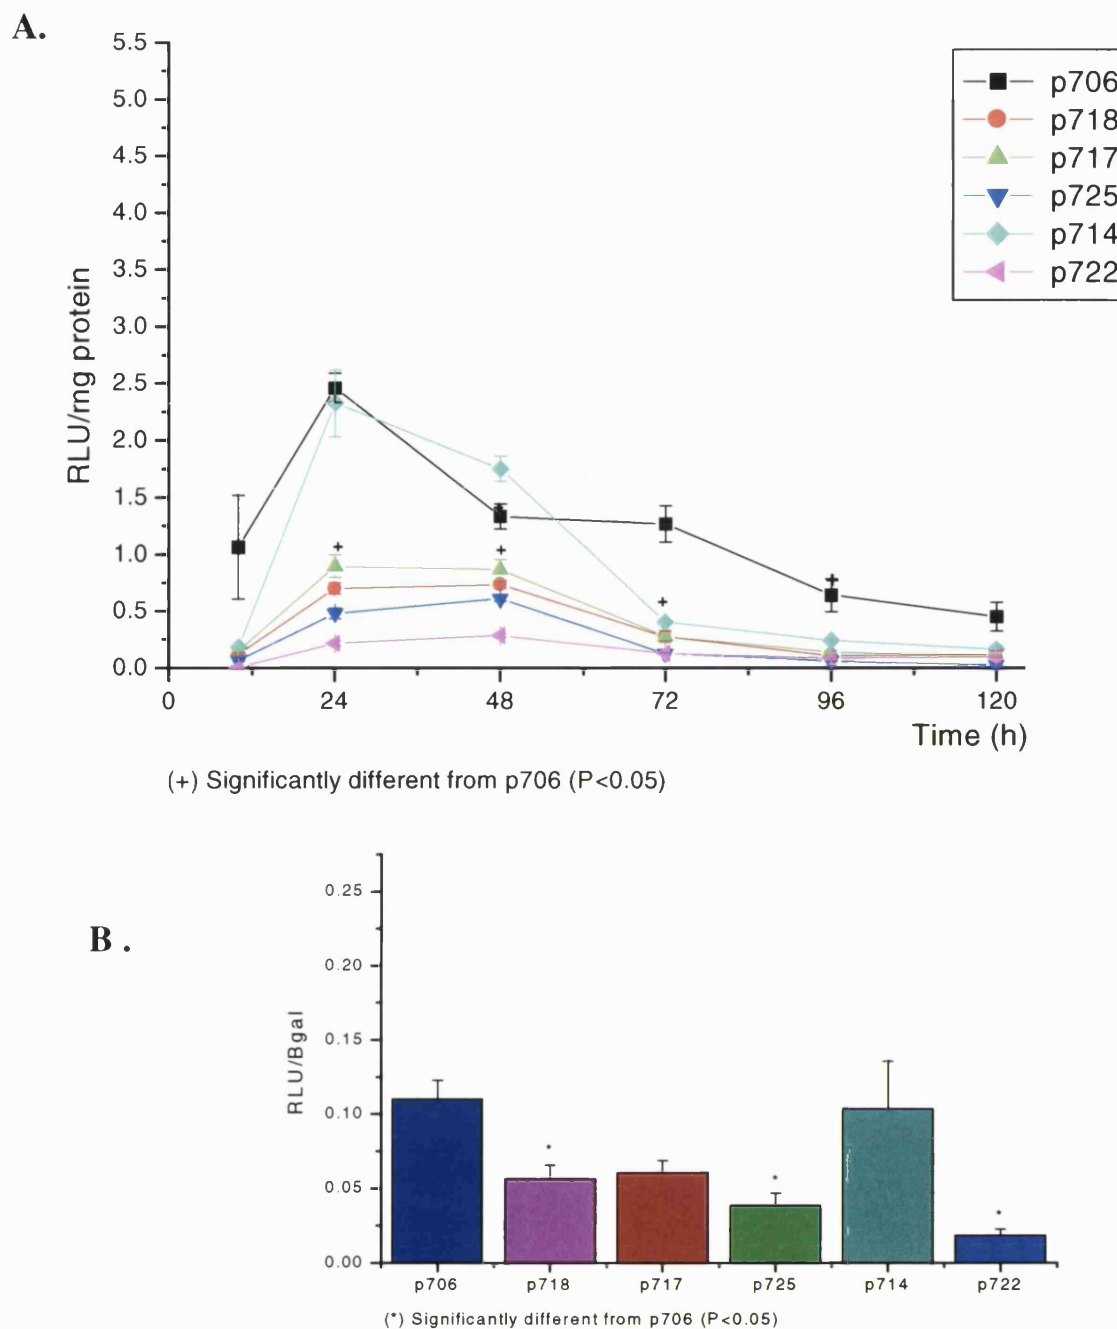 A.
5.5
5.0
4.5
4.0
3.5
3.0
2.5
2.0
1.5
1.0
0.5
0.0
RLU/mg protein
0 24 48 72 96 120
Time (h)
p706
p718
p717
p725
p714
p722
(+) Significantly different from p706 (P<0.05)
B .
0.25
0.20
0.15
0.10
0.05
0.00
RLU/Bgal
p706 p718 p717 p725 p714 p722
(*) Significantly different from p706 (P<0.05)